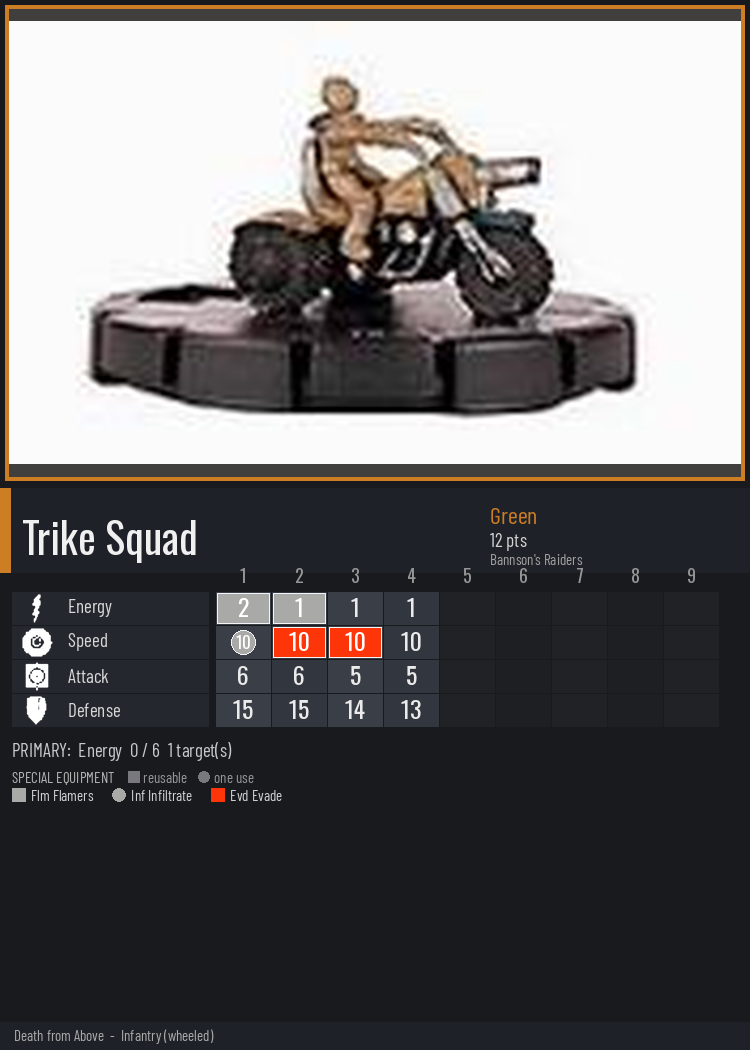 Trike Squad
Green
12 pts
Bannson's Raiders
1 2 3 4 5 6 7 8 9
Energy 2 1 1 1
Speed 10 10 10 10
Attack 6 6 5 5
Defense 15 15 14 13
PRIMARY: Energy 0 / 6 1 target(s)
SPECIAL EQUIPMENT reusable one use
Flm Flamers Inf Infiltrate Evd Evade
Death from Above - Infantry (wheeled)